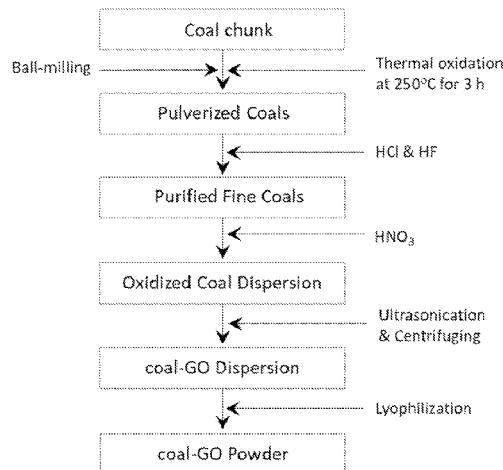 Coal chunk
Ball-milling
Thermal oxidation
at 250°C for 3 h
Pulverized Coals
HCl & HF
Purified Fine Coals
HNO₃
Oxidized Coal Dispersion
Ultrasonication
& Centrifuging
coal-GO Dispersion
Lyophilization
coal-GO Powder